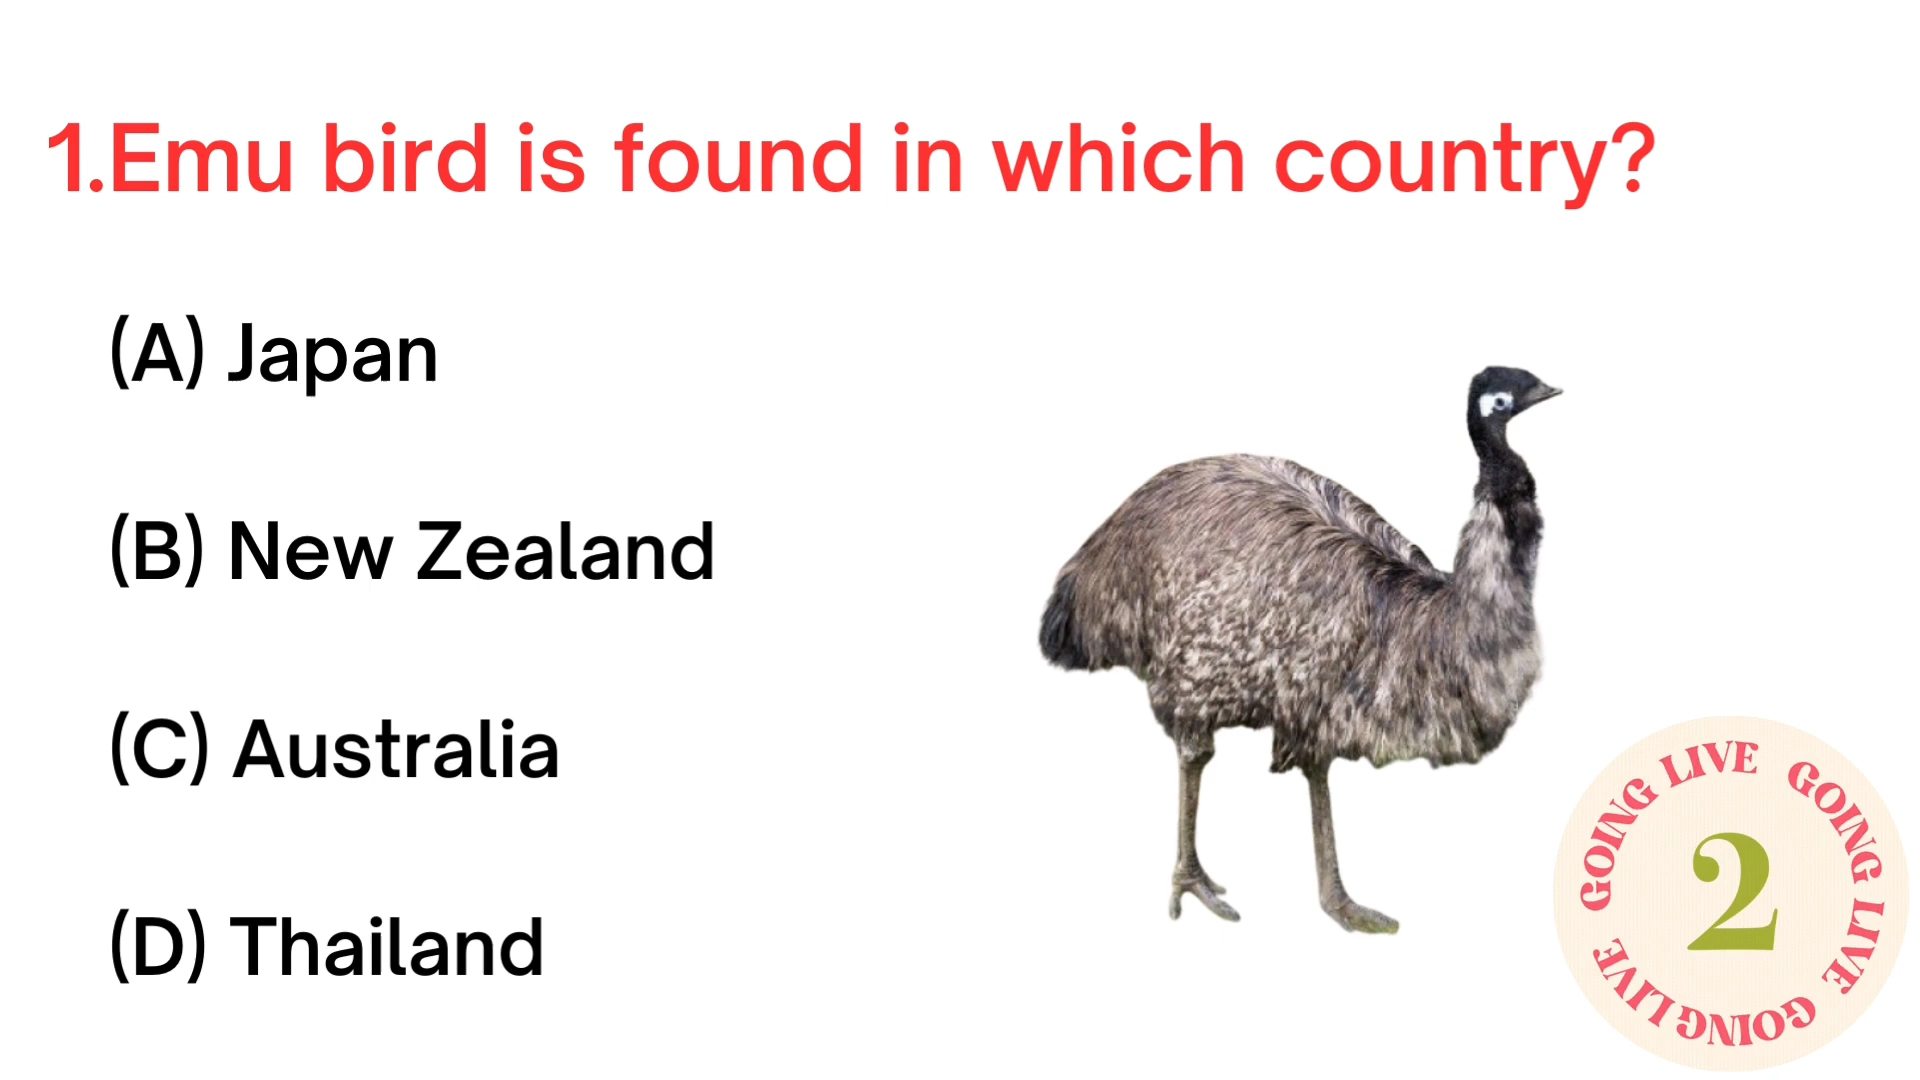 1.Emu bird is found in which country?
(A) Japan
(B) New Zealand
(C) Australia
(D) Thailand
GOING LIVE GOING LIVE GOING LIVE
2